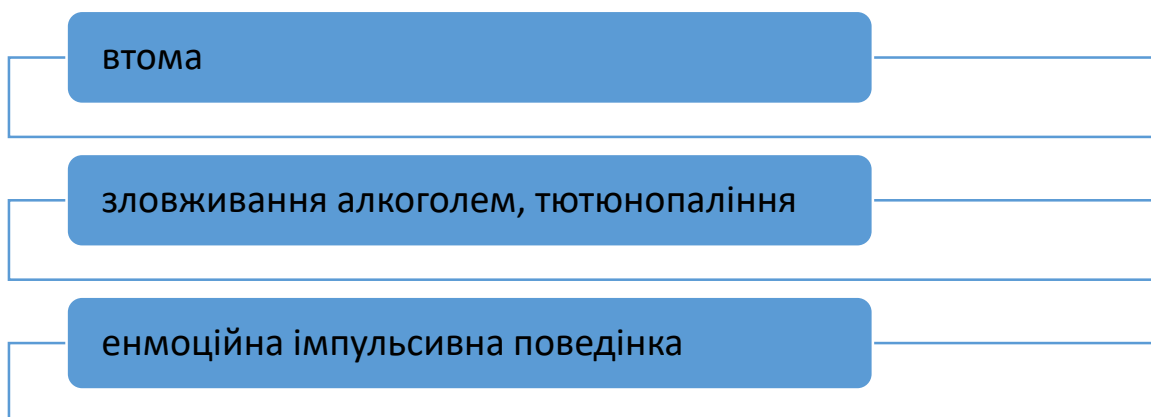 втома
зловживання алкоголем, тютюнопаління
енмоційна імпульсивна поведінка